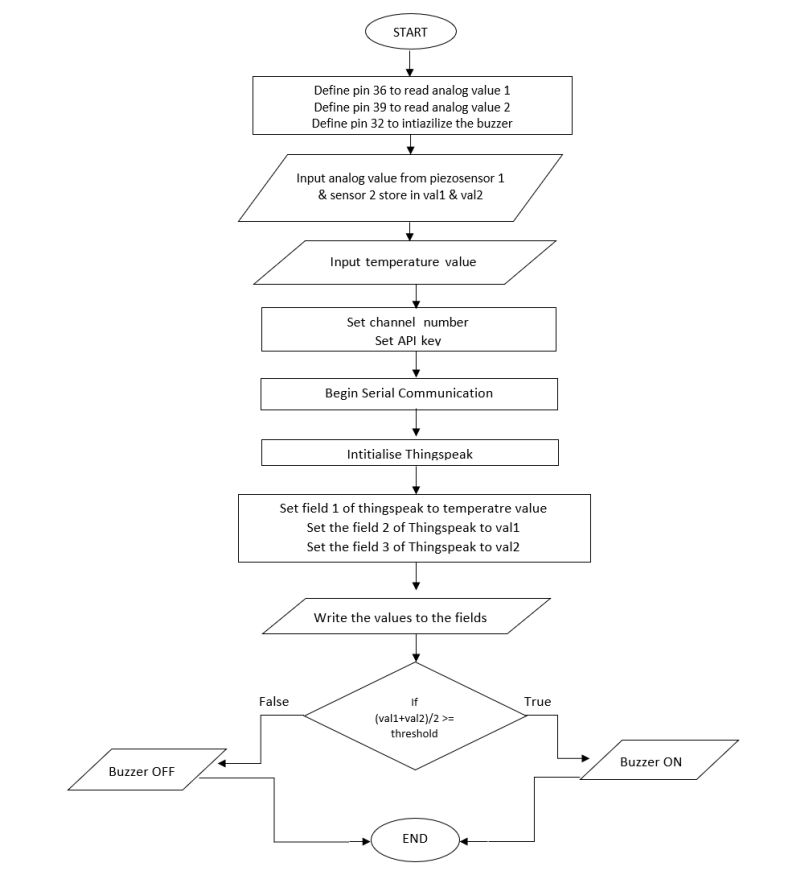 START
Define pin 36 to read analog value 1
Define pin 39 to read analog value 2
Define pin 32 to intiazilize the buzzer
Input analog value from piezosensor 1
& sensor 2 store in val1 & val2
Input temperature value
Set channel number
Set API key
Begin Serial Communication
Intitialise Thingspeak
Set field 1 of thingspeak to temperatre value
Set the field 2 of Thingspeak to val1
Set the field 3 of Thingspeak to val2
Write the values to the fields
False
If
(val1+val2)/2 >=
threshold
True
Buzzer OFF
Buzzer ON
END